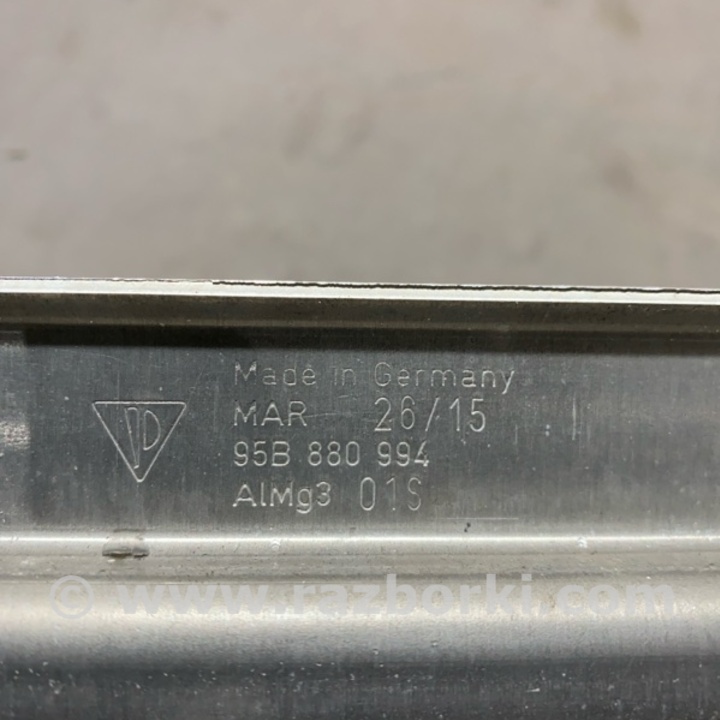 Made in Germany
MAR 26/15
95B 880 994
AlMg3 01S
© www.razborki.com